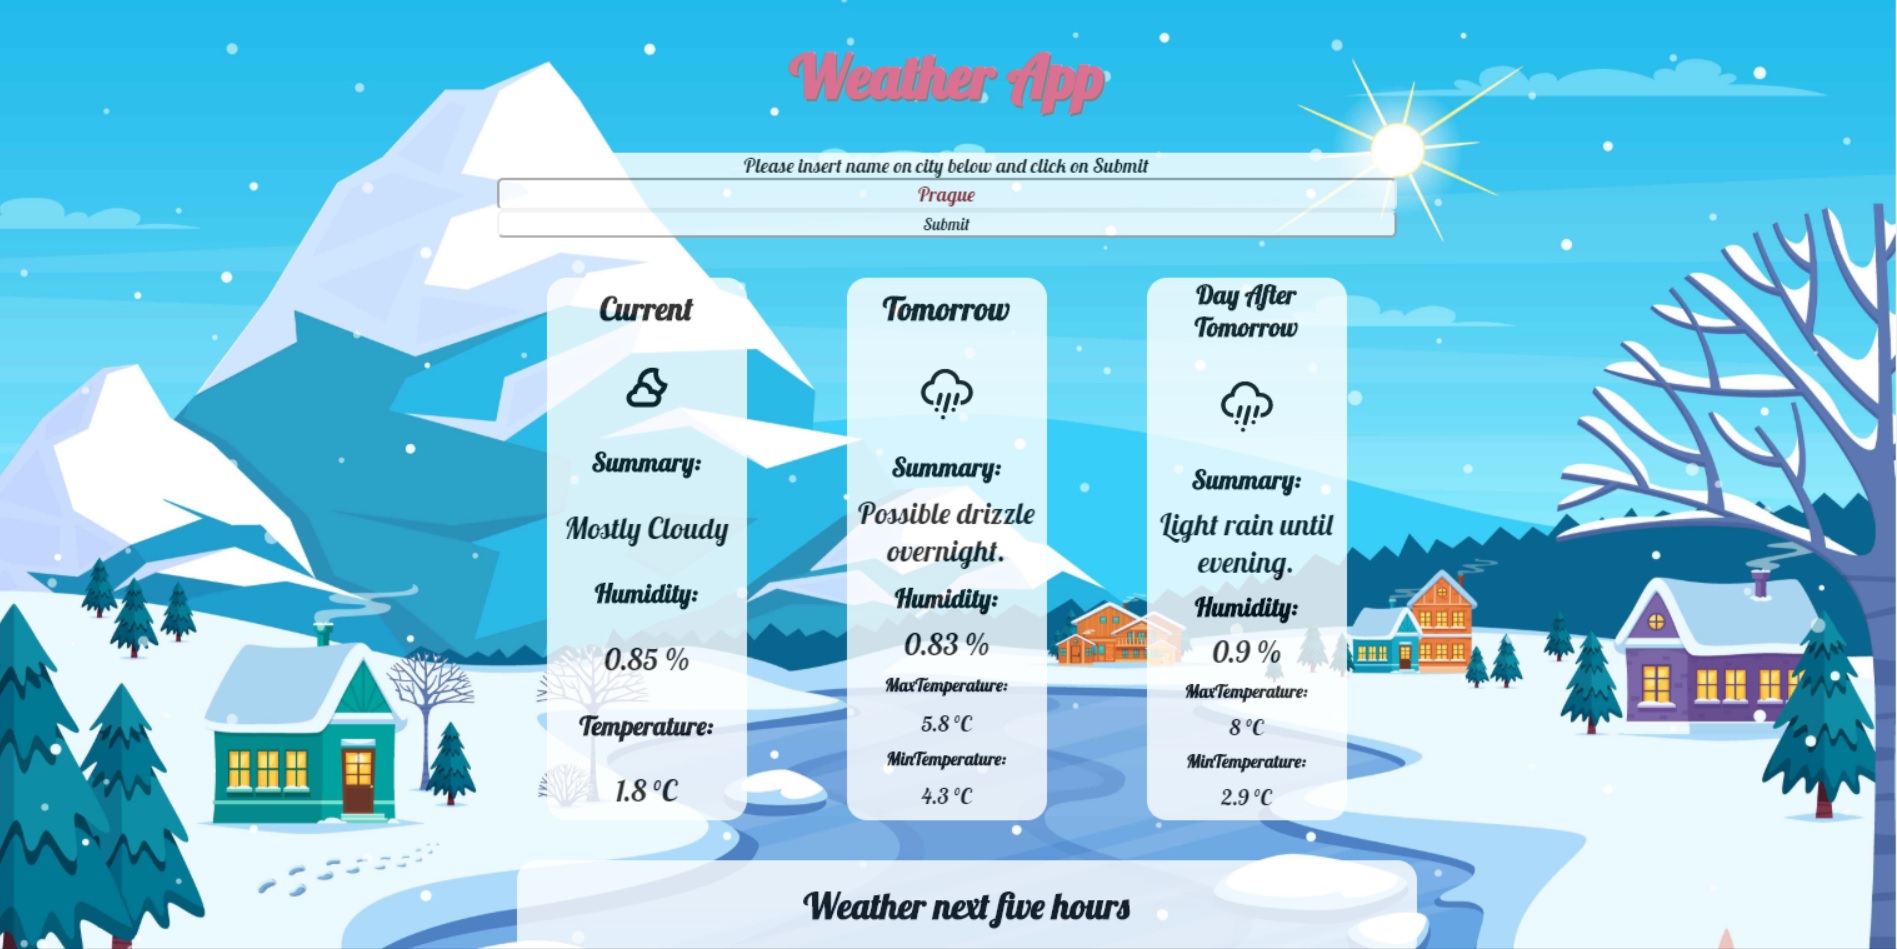 Weather App
Please insert name on city below and click on Submit
Prague
Submit
Current
Summary:
Mostly Cloudy
Humidity:
0.85 %
Temperature:
1.8 °C
Tomorrow
Summary:
Possible drizzle
overnight.
Humidity:
0.83 %
MaxTemperature:
5.8 °C
MinTemperature:
4.3 °C
Day After
Tomorrow
Summary:
Light rain until
evening.
Humidity:
0.9 %
MaxTemperature:
8 °C
MinTemperature:
2.9 °C
Weather next five hours